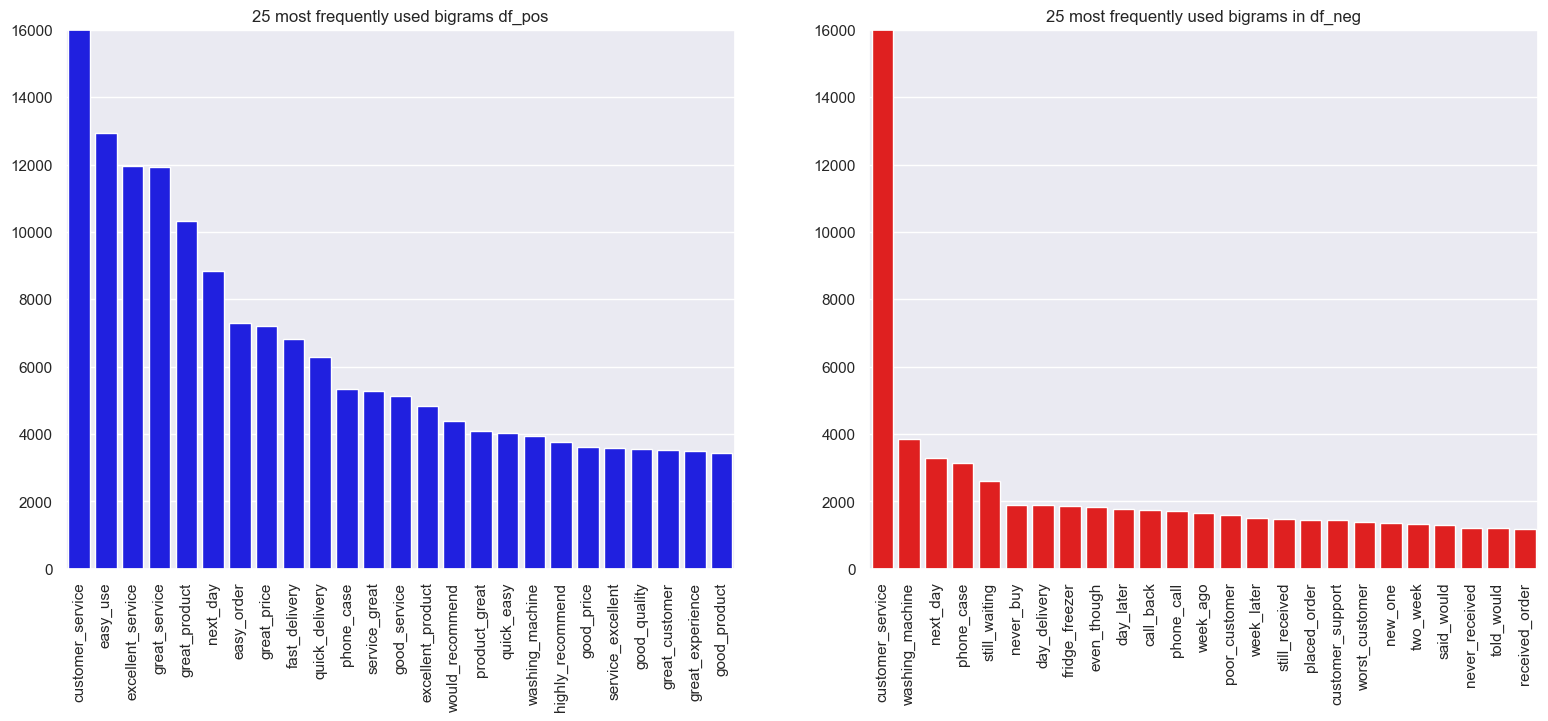 25 most frequently used bigrams df_pos
16000
14000
12000
10000
8000
6000
4000
2000
0
customer_service
easy_use
excellent_service
great_service
great_product
next_day
easy_order
great_price
fast_delivery
quick_delivery
phone_case
service_great
good_service
excellent_product
would_recommend
product_great
quick_easy
washing_machine
highly_recommend
good_price
service_excellent
good_quality
great_customer
great_experience
good_product
25 most frequently used bigrams in df_neg
16000
14000
12000
10000
8000
6000
4000
2000
0
customer_service
washing_machine
next_day
phone_case
still_waiting
never_buy
day_delivery
fridge_freezer
even_though
day_later
call_back
phone_call
week_ago
poor_customer
week_later
still_received
placed_order
customer_support
worst_customer
new_one
two_week
said_would
never_received
told_would
received_order